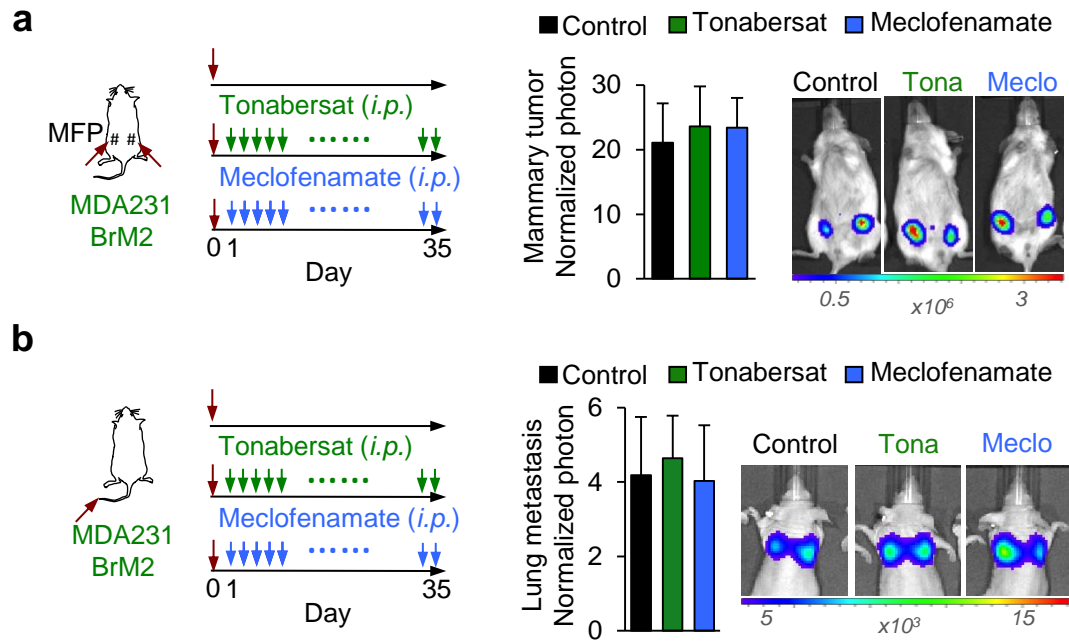 a
MFP
# #
MDA231
BrM2
Tonabersat (i.p.)
Meclofenamate (i.p.)
0 1 35
Day
Control Tonabersat Meclofenamate
Mammary tumor
Normalized photon
30
20
10
0
Control Tona Meclo
0.5 x10⁶ 3
b
MDA231
BrM2
Tonabersat (i.p.)
Meclofenamate (i.p.)
0 1 35
Day
Control Tonabersat Meclofenamate
Lung metastasis
Normalized photon
6
4
2
0
Control Tona Meclo
5 x10³ 15